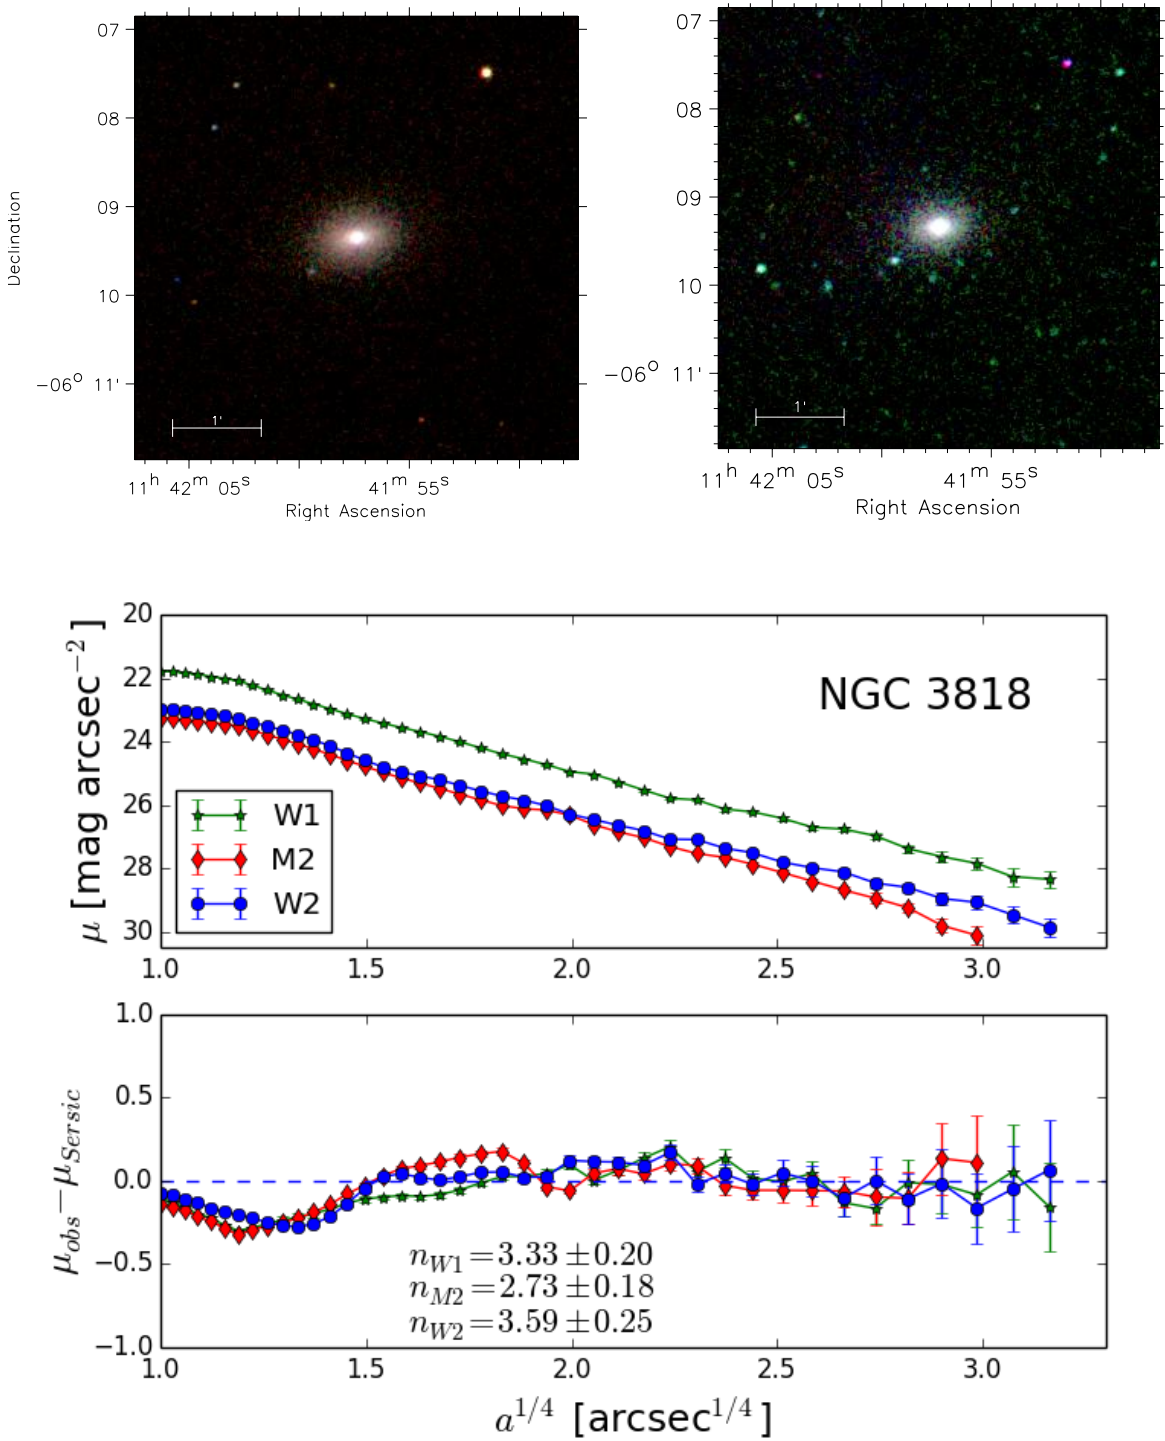 07
08
09
10
−06° 11'
Declination
1'
11h 42m 05s
41m 55s
Right Ascension
07
08
09
10
−06° 11'
1'
11h 42m 05s
41m 55s
Right Ascension
20
22
24
26
28
30
μ [mag arcsec⁻²]
NGC 3818
W1
M2
W2
1.0 1.5 2.0 2.5 3.0
1.0
0.5
0.0
−0.5
−1.0
μobs−μSersic
nW1=3.33 ±0.20
nM2=2.73 ±0.18
nW2=3.59 ±0.25
1.0 1.5 2.0 2.5 3.0
a^1/4 [arcsec^1/4]